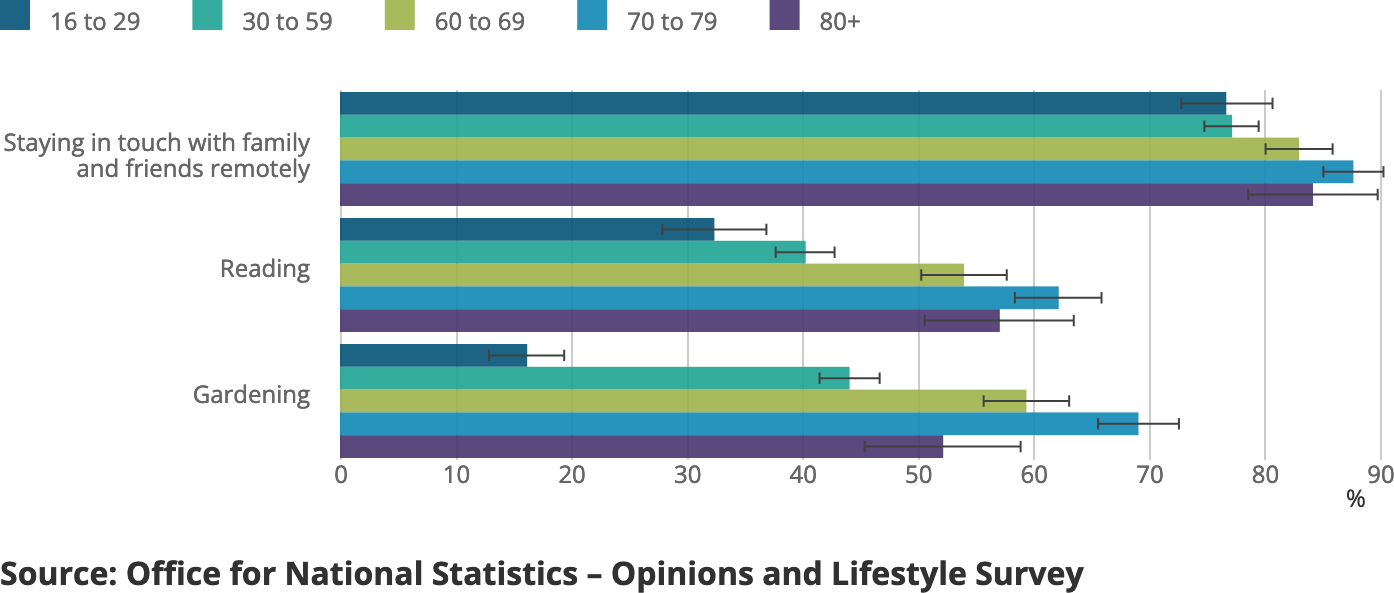 16 to 29 30 to 59 60 to 69 70 to 79 80+
Staying in touch with family
and friends remotely
Reading
Gardening
0 10 20 30 40 50 60 70 80 90
%
Source: Office for National Statistics – Opinions and Lifestyle Survey